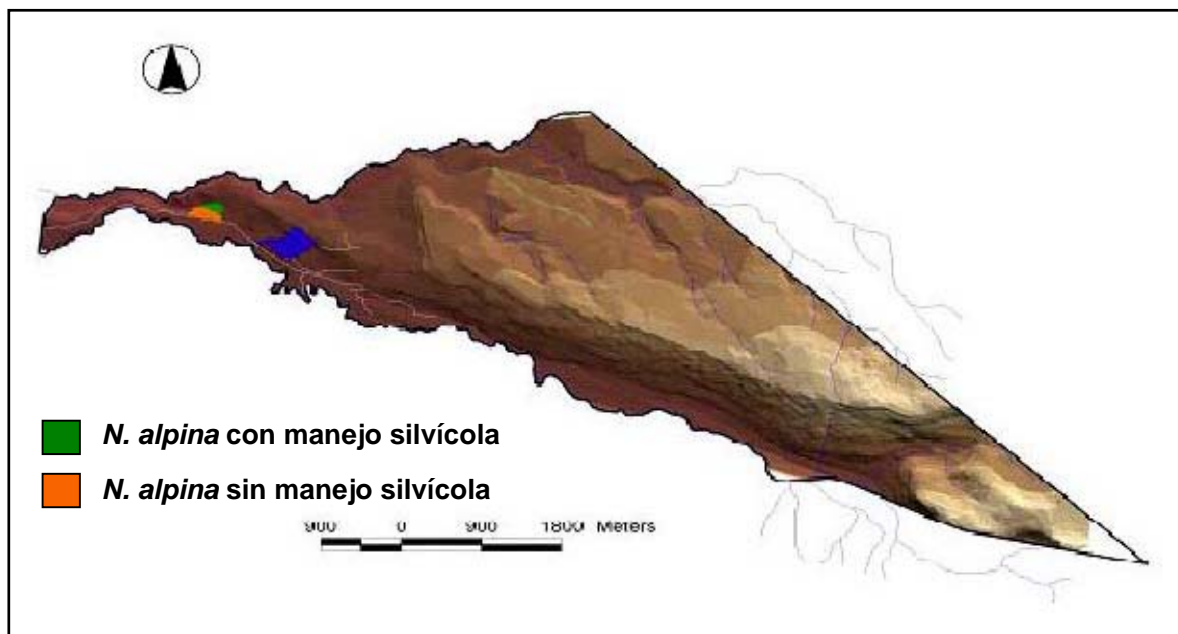 N. alpina con manejo silvícola
N. alpina sin manejo silvícola
900 0 900 1800 Meters